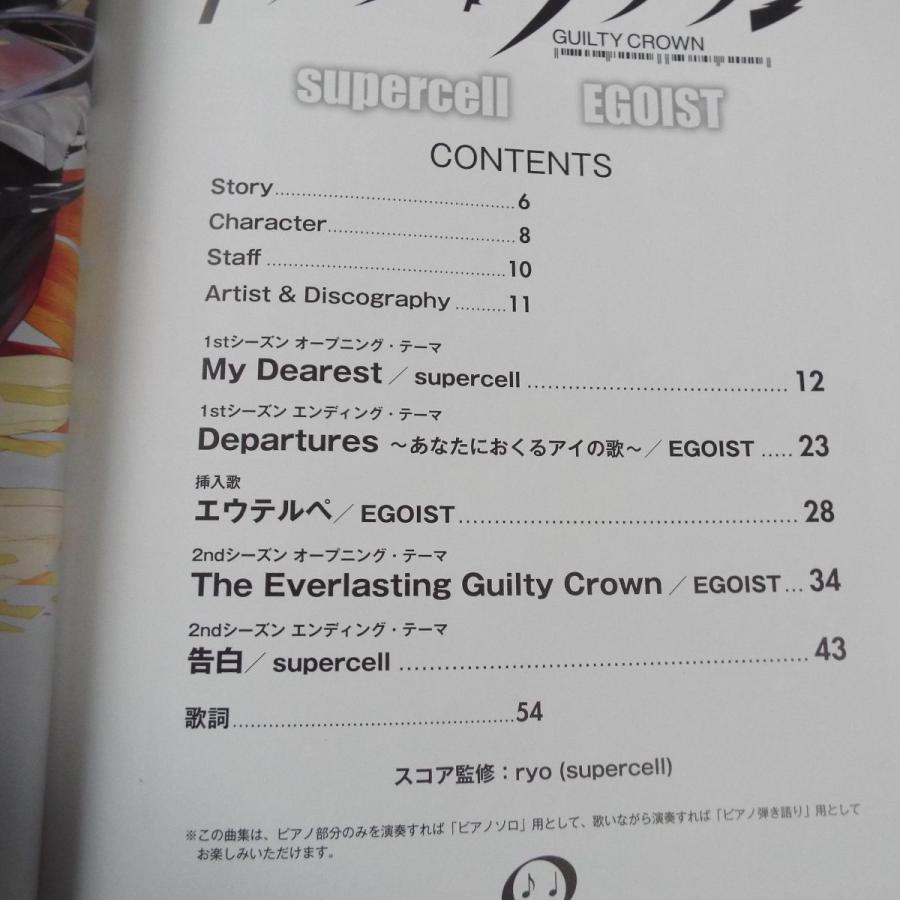 GUILTY CROWN
supercell EGOIST
CONTENTS
Story 6
Character 8
Staff 10
Artist & Discography 11
1stシーズン オープニング・テーマ
My Dearest / supercell 12
1stシーズン エンディング・テーマ
Departures ～あなたにおくるアイの歌～ / EGOIST 23
挿入歌
エウテルペ / EGOIST 28
2ndシーズン オープニング・テーマ
The Everlasting Guilty Crown / EGOIST 34
2ndシーズン エンディング・テーマ
告白 / supercell 43
歌詞 54
スコア監修：ryo (supercell)
※この曲集は、ピアノ部分のみを演奏すれば「ピアノソロ」用として、歌いながら演奏すれば「ピアノ弾き語り」用として
お楽しみいただけます。